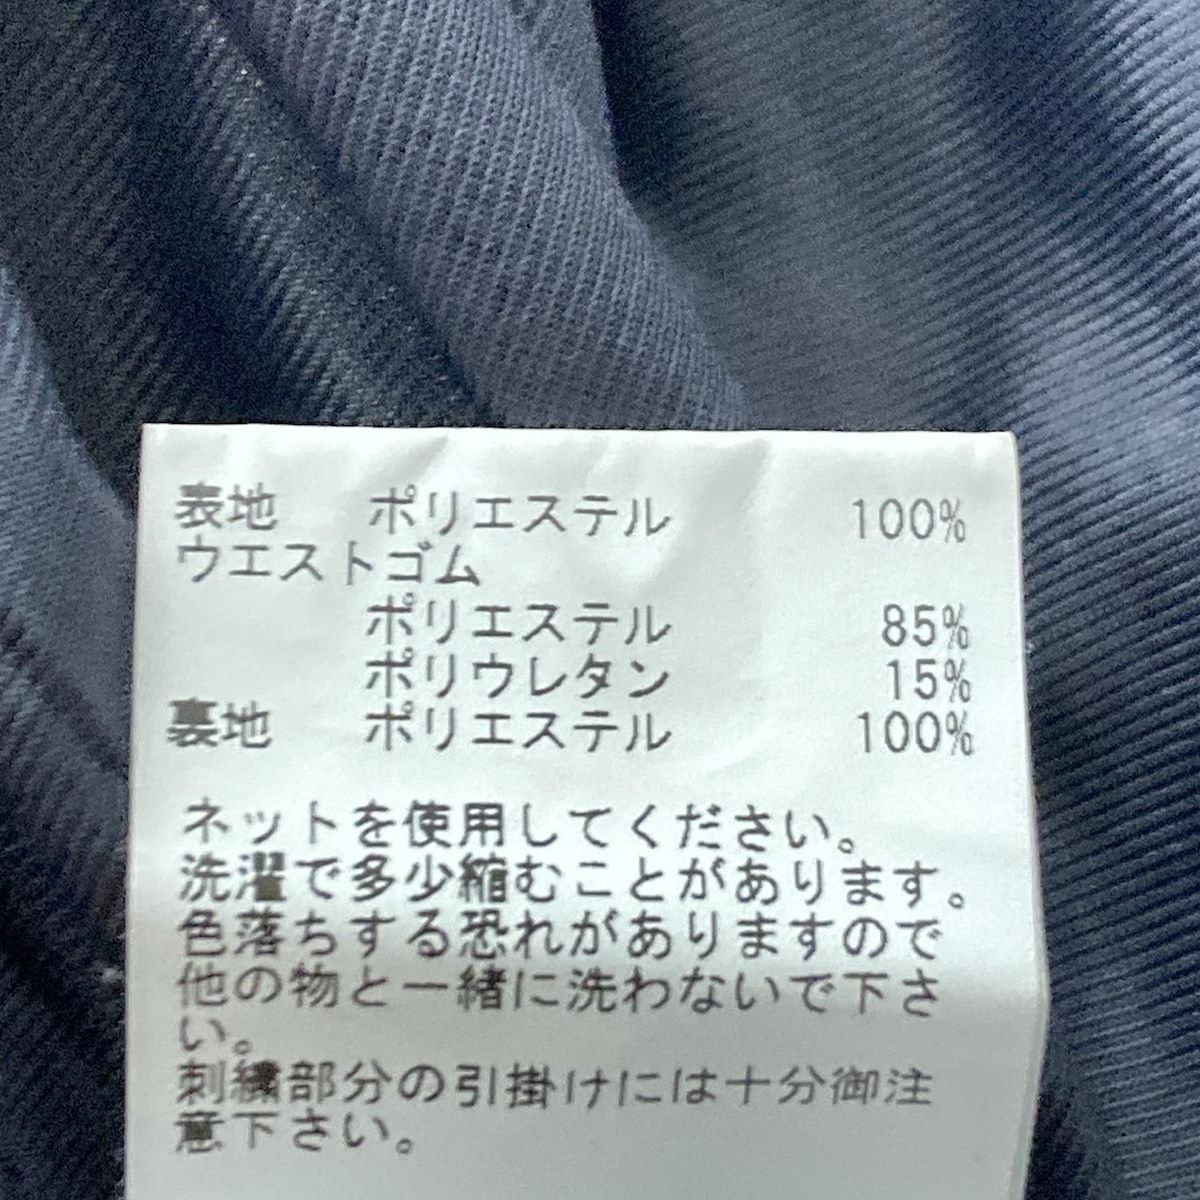 表地 ポリエステル 100%
ウエストゴム
ポリエステル 85%
ポリウレタン 15%
裏地 ポリエステル 100%
ネットを使用してください。
洗濯で多少縮むことがあります。
色落ちする恐れがありますので
他の物と一緒に洗わないで下さ
い。
刺繍部分の引掛けには十分御注
意下さい。